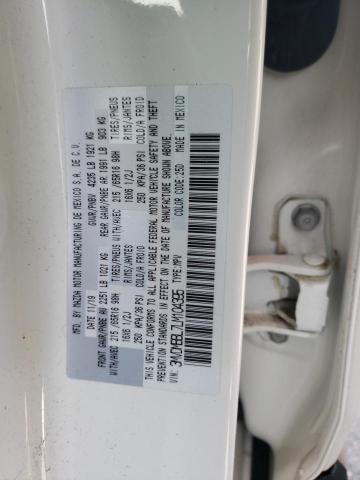 MFD. BY MAZDA MOTOR MANUFACTURING DE MEXICO S.A. DE C.V.
11/19 GVWR/PNBV 4235 LB 1921 KG
FRONT GAWR/PNBE AV 2251 LB 1021 KG REAR GAWR/PNBE AR 1991 LB 903 KG
WITH/AVEC 215 /65R16 98H TIRES/PNEUS WITH/AVEC 215 /65R16 98H TIRES/PNEUS
16X6 1/2J RIMS/JANTES 16X6 1/2J RIMS/JANTES
250 KPA/36 PSI COLD/A FROID 250 KPA/36 PSI COLD/A FROID
THIS VEHICLE CONFORMS TO ALL APPLICABLE FEDERAL MOTOR VEHICLE SAFETY AND THEFT
PREVENTION STANDARDS IN EFFECT ON THE DATE OF MANUFACTURE SHOWN ABOVE.
VIN: TYPE: MPV COLOR CODE: 25D MADE IN MEXICO